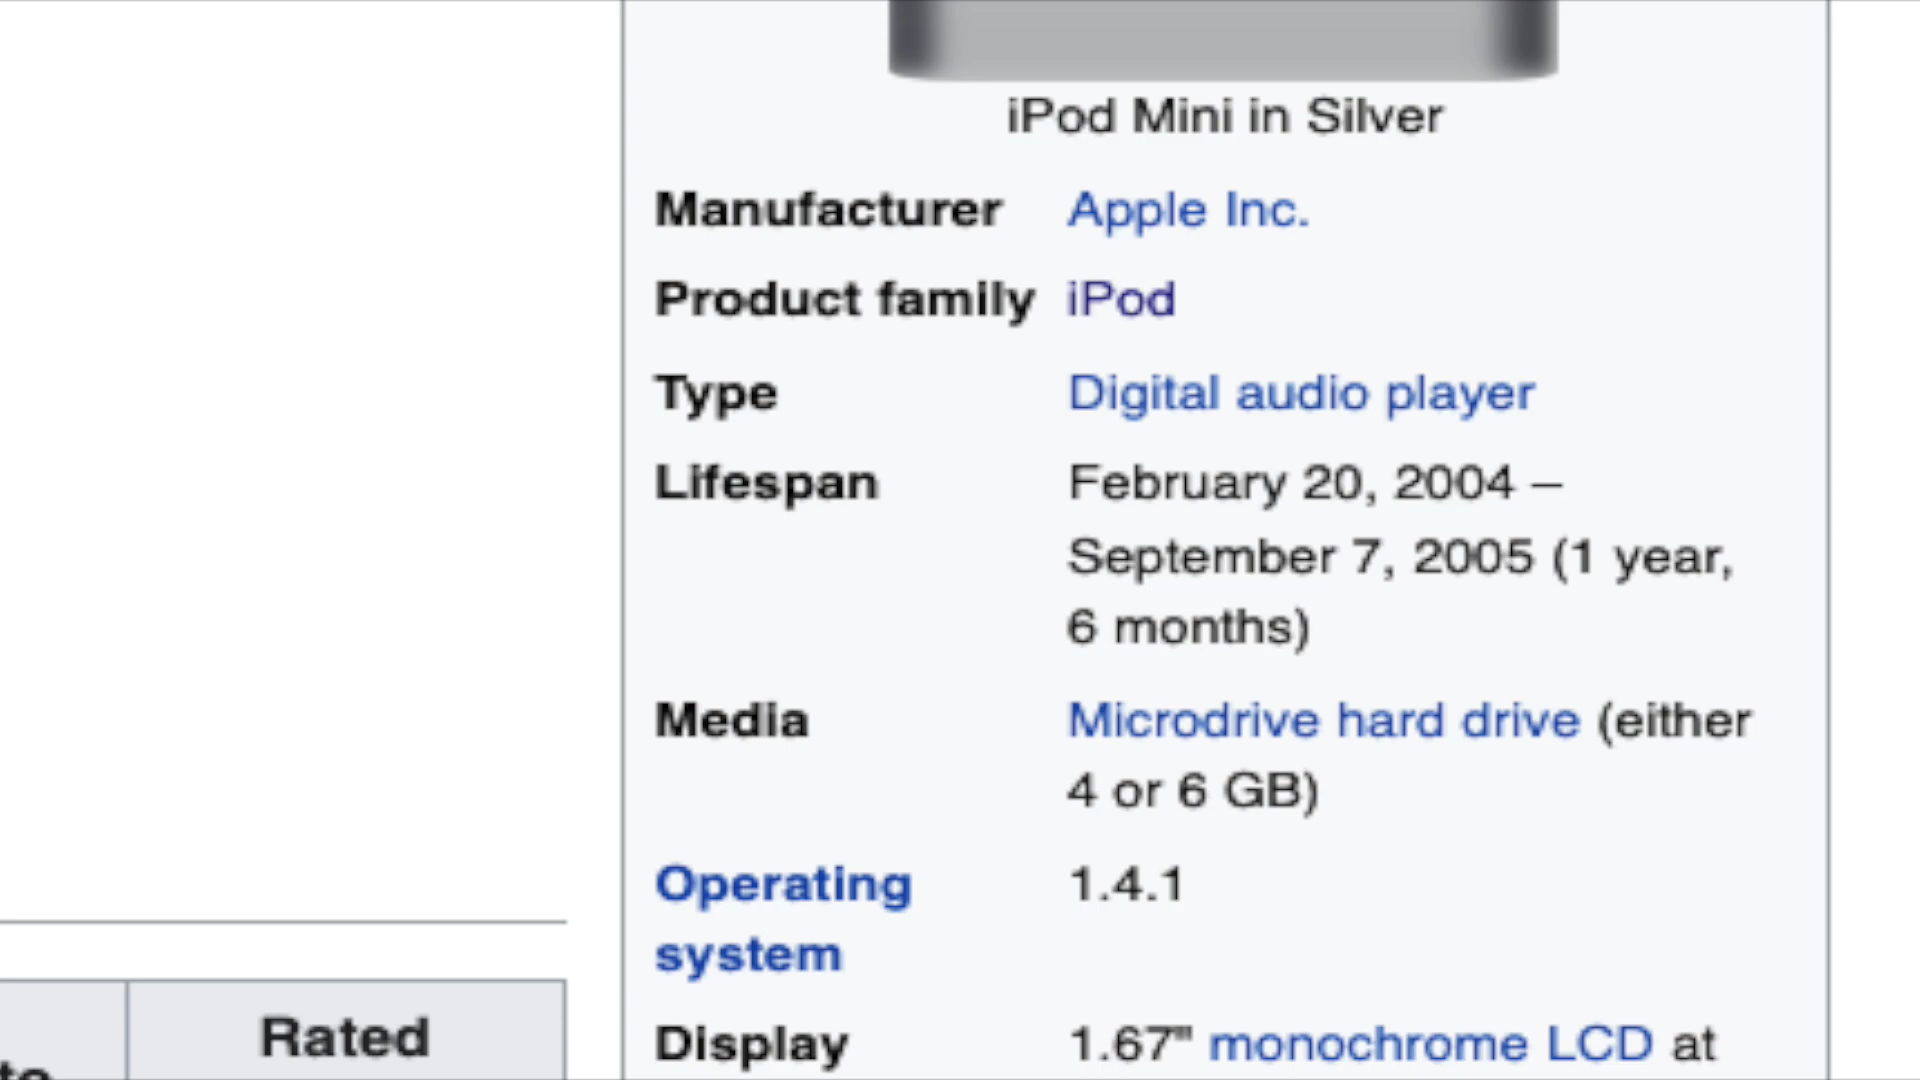 iPod Mini in Silver
Manufacturer Apple Inc.
Product family iPod
Type Digital audio player
Lifespan February 20, 2004 –
September 7, 2005 (1 year,
6 months)
Media Microdrive hard drive (either
4 or 6 GB)
Operating 1.4.1
system
Display 1.67" monochrome LCD at
Rated